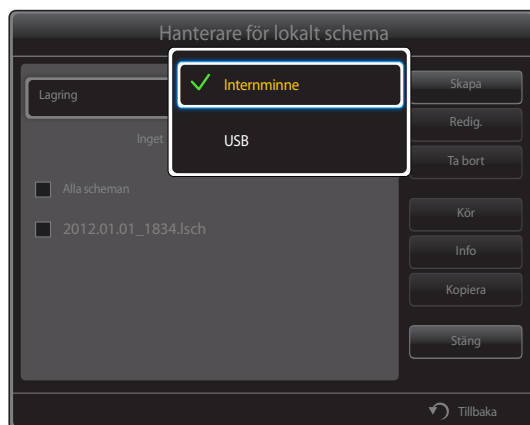 Hanterare för lokalt schema
Lagring
Internminne
USB
Inget
Alla scheman
2012.01.01_1834.lsch
Skapa
Redig.
Ta bort
Kör
Info
Kopiera
Stäng
Tillbaka